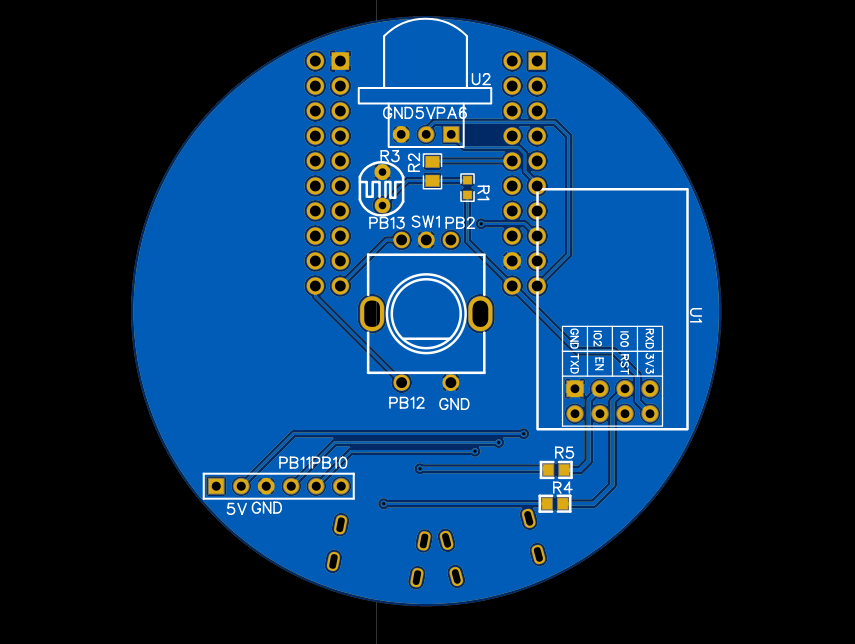 U2
GND5VPA6
R3
R2
R1
PB13 SW1 PB2
U1
GND IO2 IO0 RXD
TXD EN RST 3V3
PB12 GND
R5
PB11PB10
R4
5V GND